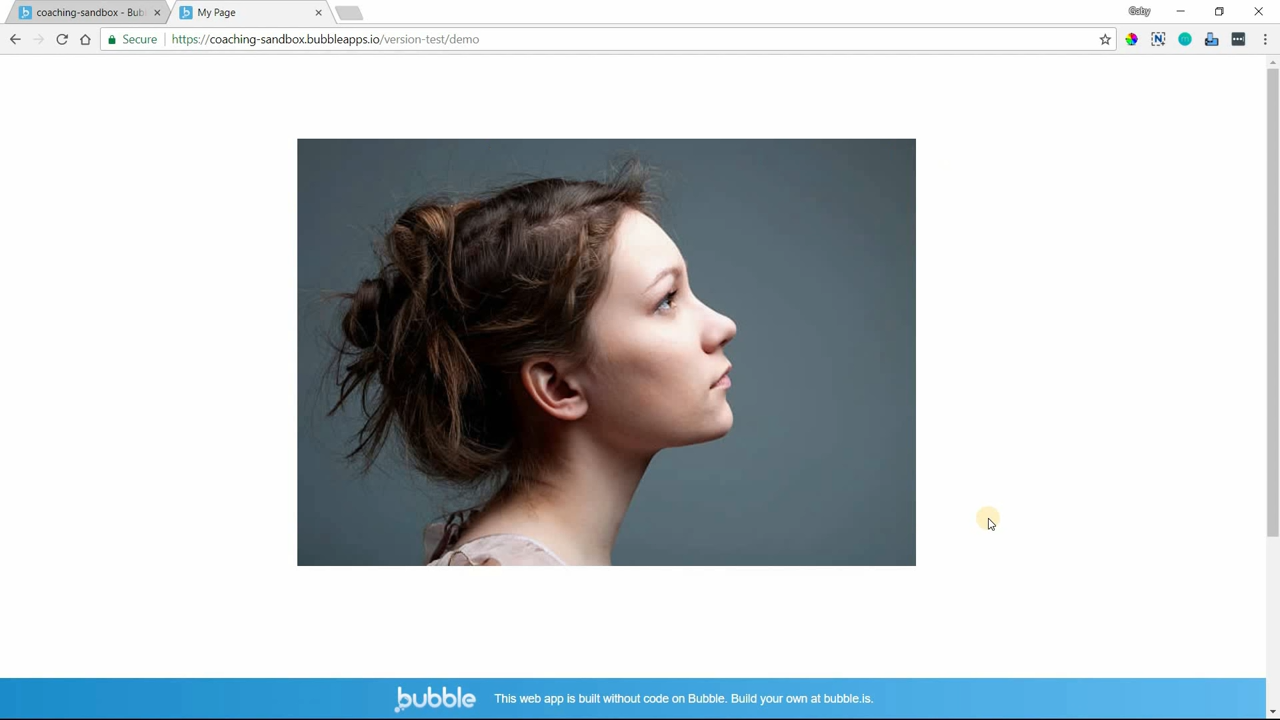 coaching-sandbox - Bub
My Page
Gaby
Secure
https://coaching-sandbox.bubbleapps.io/version-test/demo
N
m
bubble
This web app is built without code on Bubble. Build your own at bubble.is.